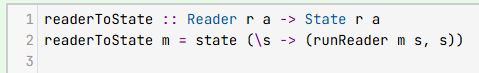 1 readerToState :: Reader r a -> State r a
2 readerToState m = state (\s -> (runReader m s, s))
3